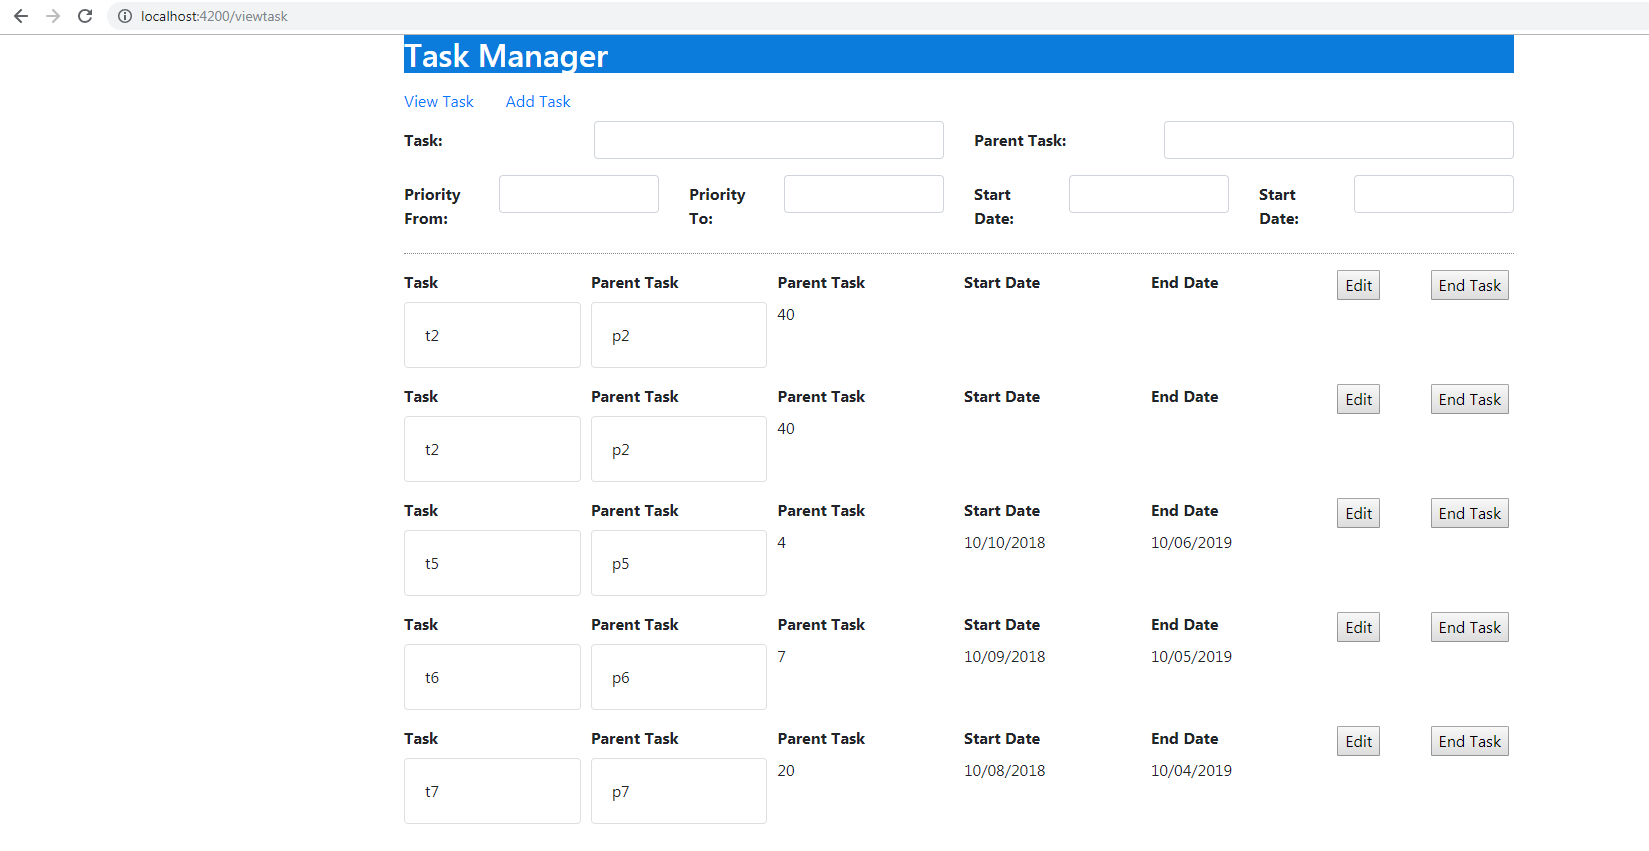 localhost:4200/viewtask
Task Manager
View Task Add Task
Task: Parent Task:
Priority From: Priority To: Start Date: Start Date:
Task Parent Task Parent Task Start Date End Date Edit End Task
t2 p2 40
Task Parent Task Parent Task Start Date End Date Edit End Task
t2 p2 40
Task Parent Task Parent Task Start Date End Date Edit End Task
t5 p5 4 10/10/2018 10/06/2019
Task Parent Task Parent Task Start Date End Date Edit End Task
t6 p6 7 10/09/2018 10/05/2019
Task Parent Task Parent Task Start Date End Date Edit End Task
t7 p7 20 10/08/2018 10/04/2019